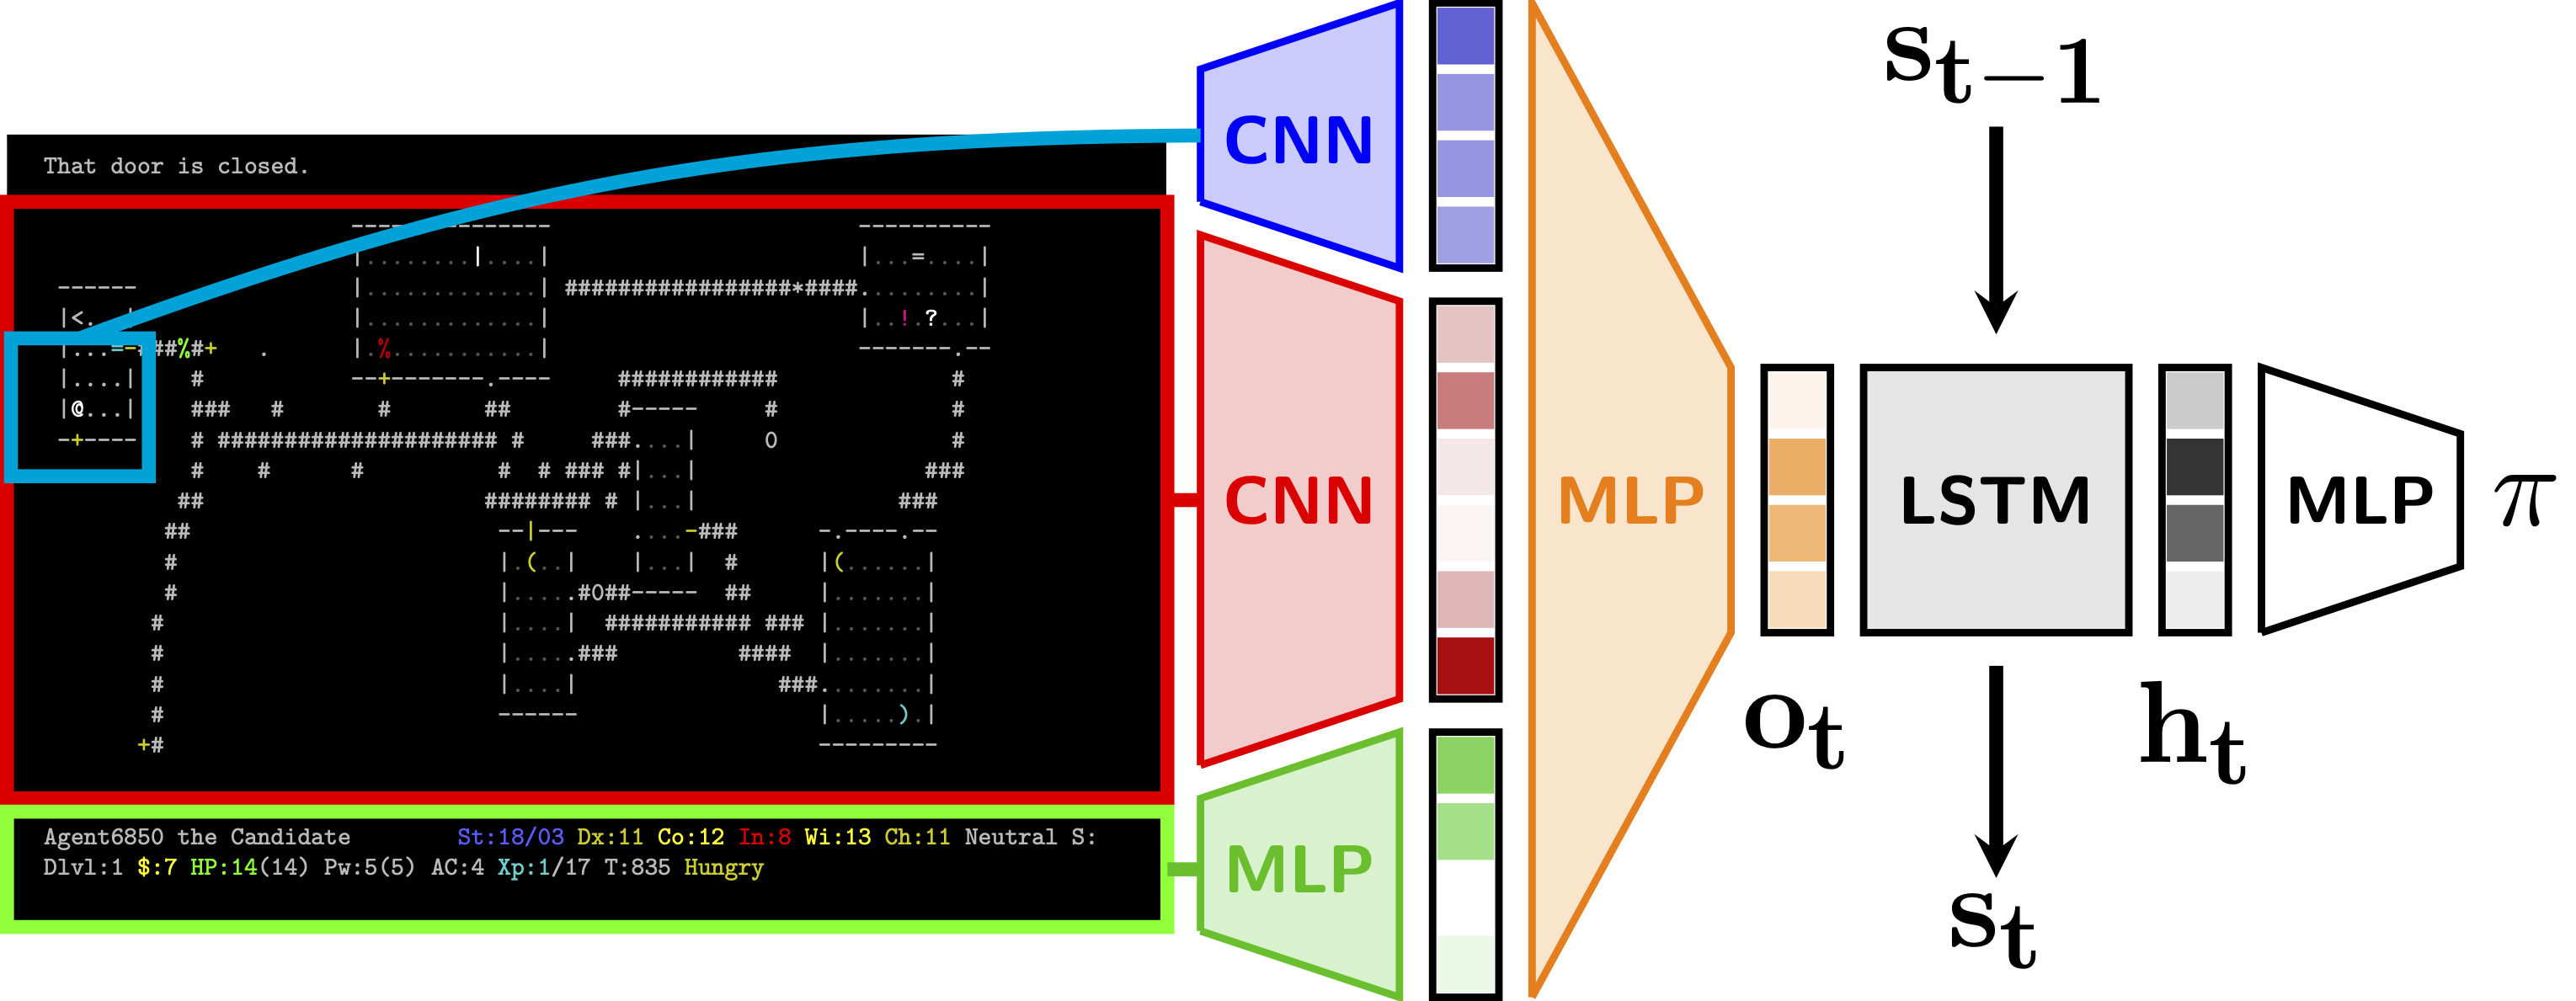 That door is closed.
Agent6850 the Candidate St:18/03 Dx:11 Co:12 In:8 Wi:13 Ch:11 Neutral S:
Dlvl:1 $:7 HP:14(14) Pw:5(5) AC:4 Xp:1/17 T:835 Hungry
CNN
CNN
MLP
MLP
o_t
s_{t-1}
LSTM
s_t
h_t
MLP
π